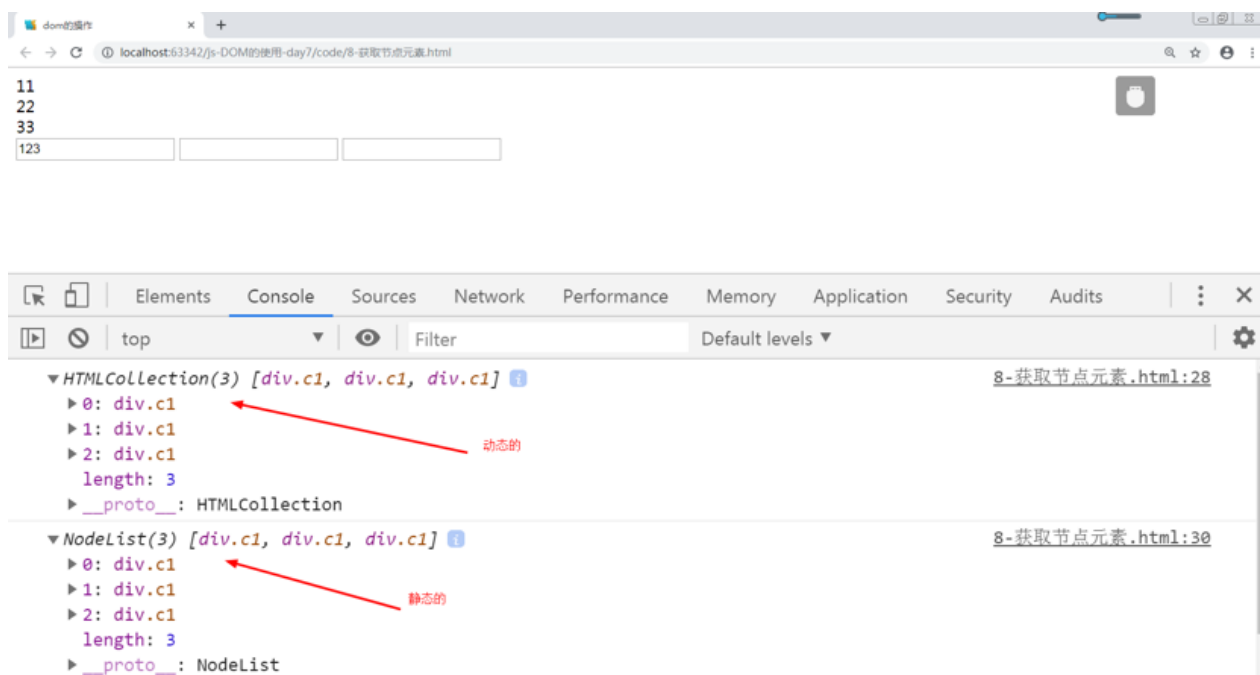 dom的操作
localhost:63342/js-DOM的使用-day7/code/8-获取节点元素.html
11
22
33
123
Elements Console Sources Network Performance Memory Application Security Audits
top Filter Default levels ▼
▼HTMLCollection(3) [div.c1, div.c1, div.c1] i 8-获取节点元素.html:28
▶0: div.c1
▶1: div.c1
动态的
▶2: div.c1
length: 3
▶__proto__: HTMLCollection
▼NodeList(3) [div.c1, div.c1, div.c1] i 8-获取节点元素.html:30
▶0: div.c1
▶1: div.c1
静态的
▶2: div.c1
length: 3
▶__proto__: NodeList